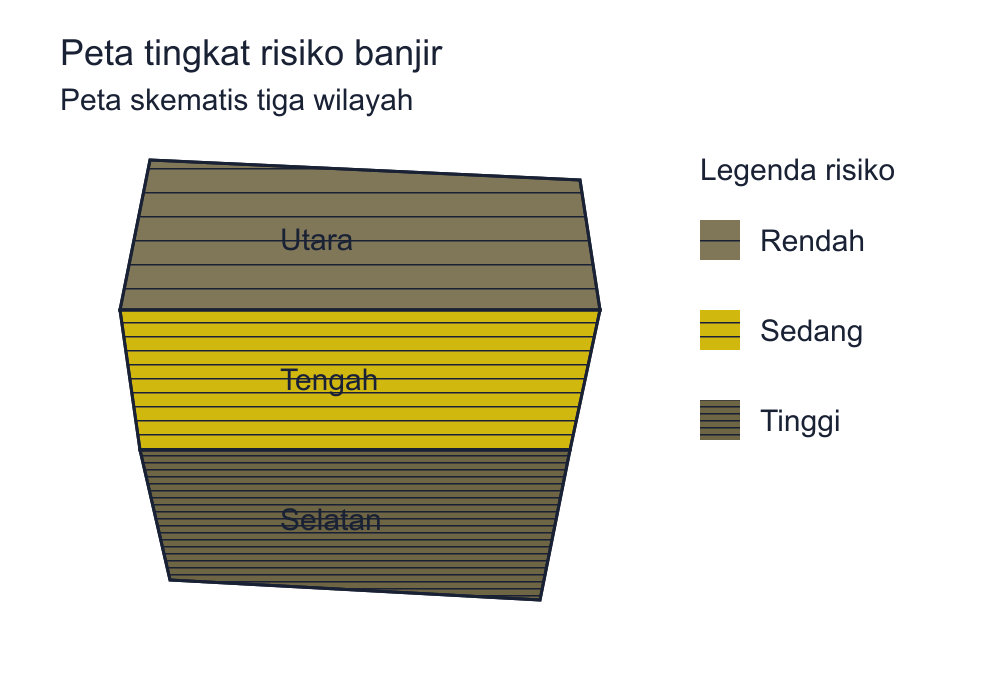 Peta tingkat risiko banjir
Peta skematis tiga wilayah
Legenda risiko
Utara
Rendah
Sedang
Tengah
Tinggi
Selatan